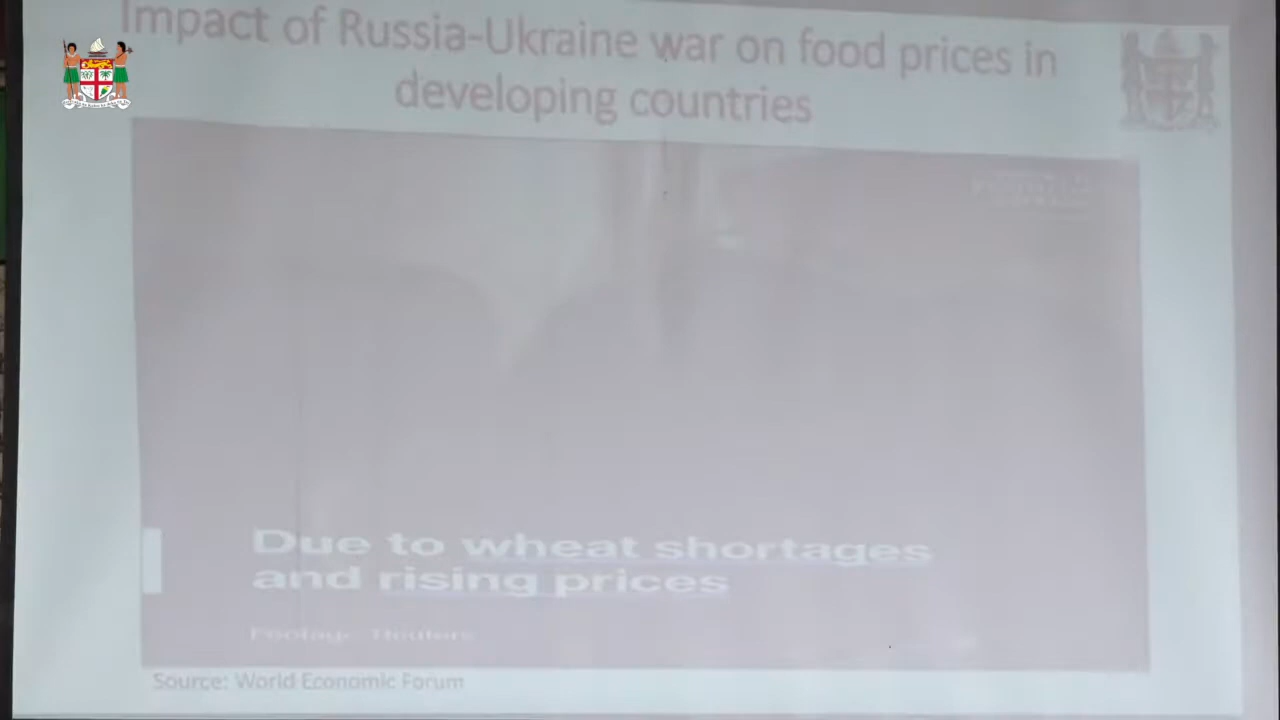 Impact of Russia-Ukraine war on food prices in
developing countries
Due to wheat shortages
and rising prices
Footage: Reuters
Source: World Economic Forum